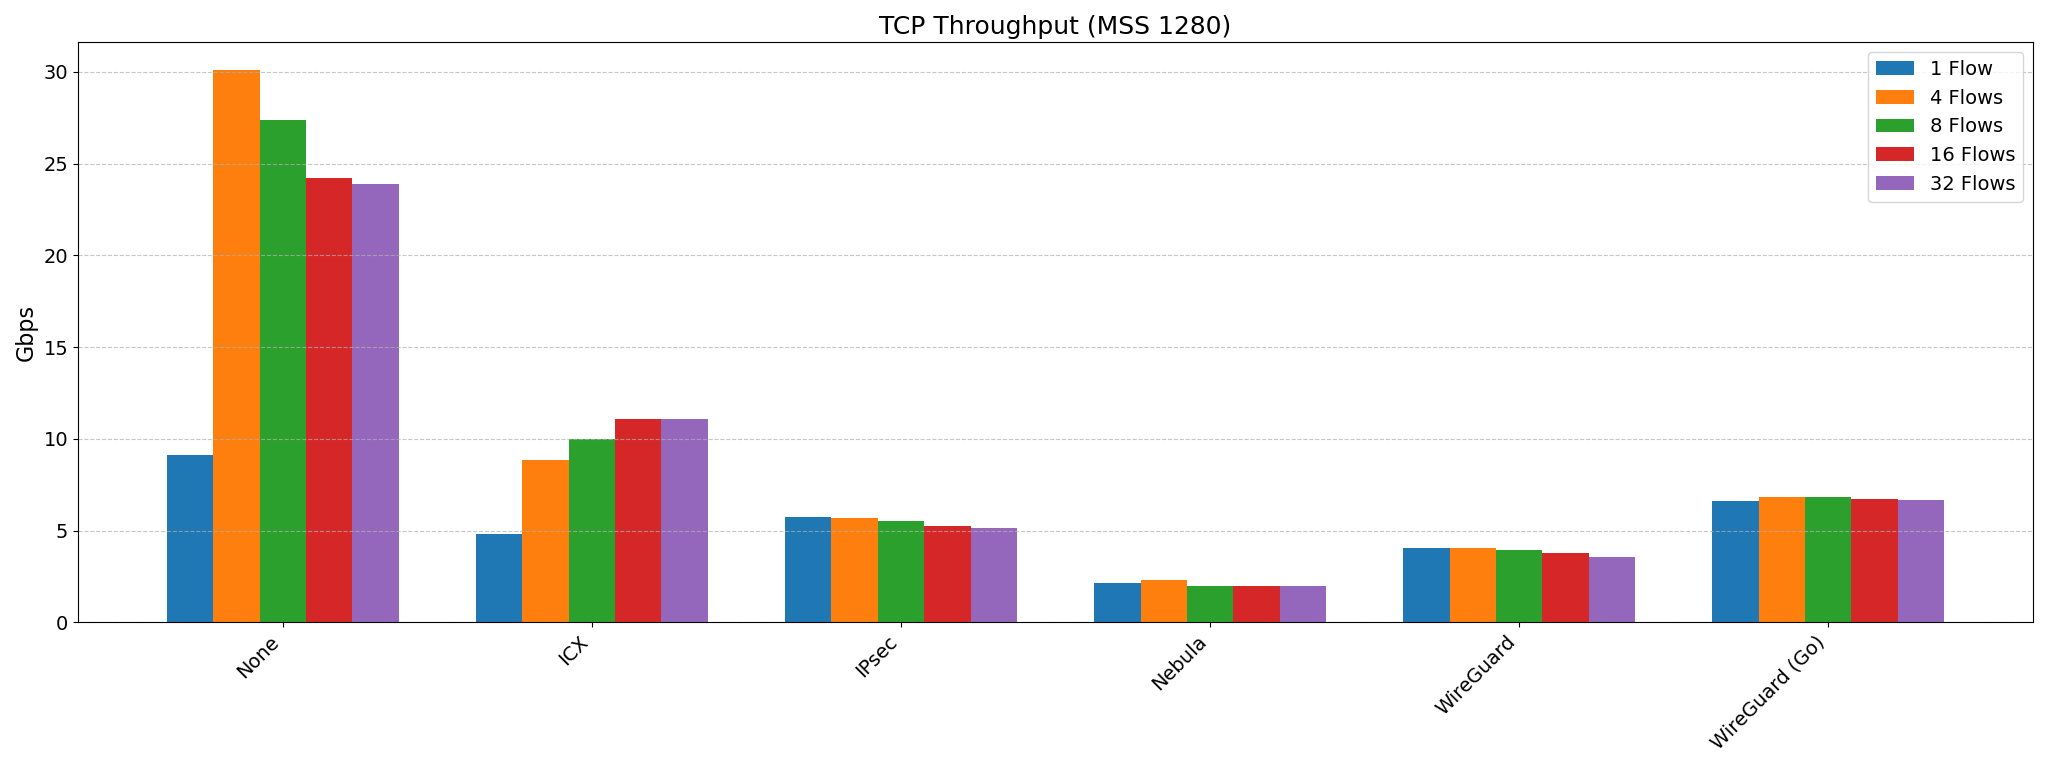 TCP Throughput (MSS 1280)
30
25
20
15
10
5
0
Gbps
1 Flow
4 Flows
8 Flows
16 Flows
32 Flows
None
ICX
IPsec
Nebula
WireGuard
WireGuard (Go)